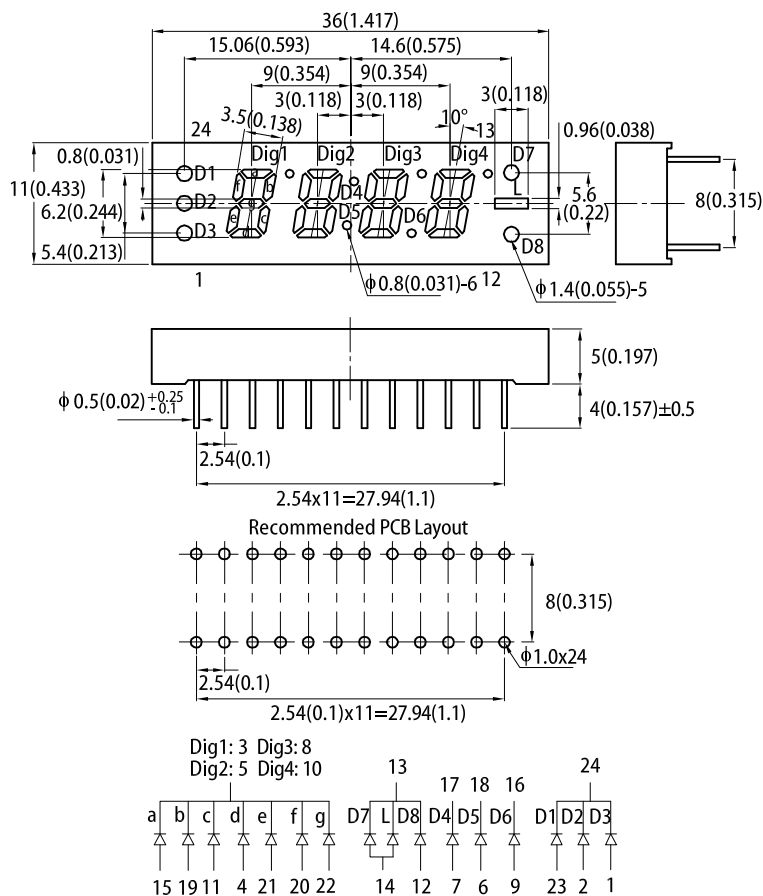 36(1.417)
15.06(0.593) 14.6(0.575)
9(0.354) 9(0.354)
3(0.118) 3(0.118) 3(0.118)
3.5(0.138) 10°
24 13 0.96(0.038)
Dig1 Dig2 Dig3 Dig4 D7
0.8(0.031) D1 a L
11(0.433) f b D4 5.6
6.2(0.244) D2 g (0.22) 8(0.315)
e c D5 D6
5.4(0.213) D3 d D8
1 ϕ0.8(0.031)-6 12 ϕ1.4(0.055)-5
5(0.197)
ϕ0.5(0.02) +0.25 -0.1 4(0.157)±0.5
2.54(0.1)
2.54x11=27.94(1.1)
Recommended PCB Layout
8(0.315)
ϕ1.0x24
2.54(0.1)
2.54(0.1)x11=27.94(1.1)
Dig1: 3 Dig3: 8
Dig2: 5 Dig4: 10
13 17 18 16 24
a b c d e f g D7 L D8 D4 D5 D6 D1 D2 D3
15 19 11 4 21 20 22 14 12 7 6 9 23 2 1